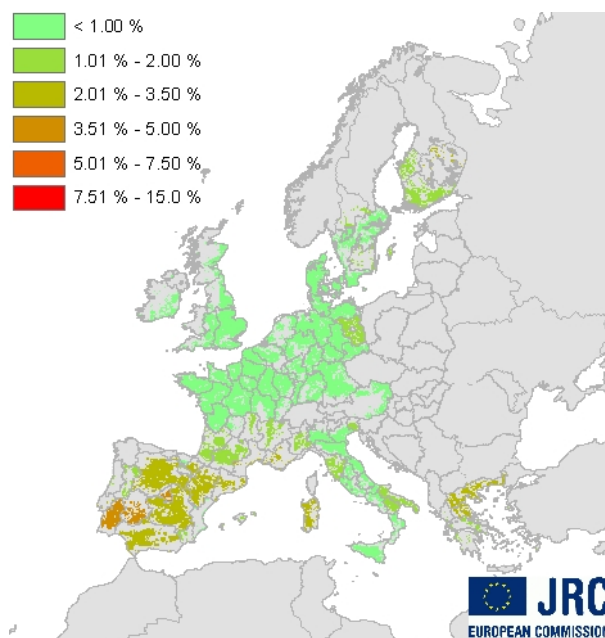 < 1.00 %
1.01 % - 2.00 %
2.01 % - 3.50 %
3.51 % - 5.00 %
5.01 % - 7.50 %
7.51 % - 15.0 %
JRC
EUROPEAN COMMISSION